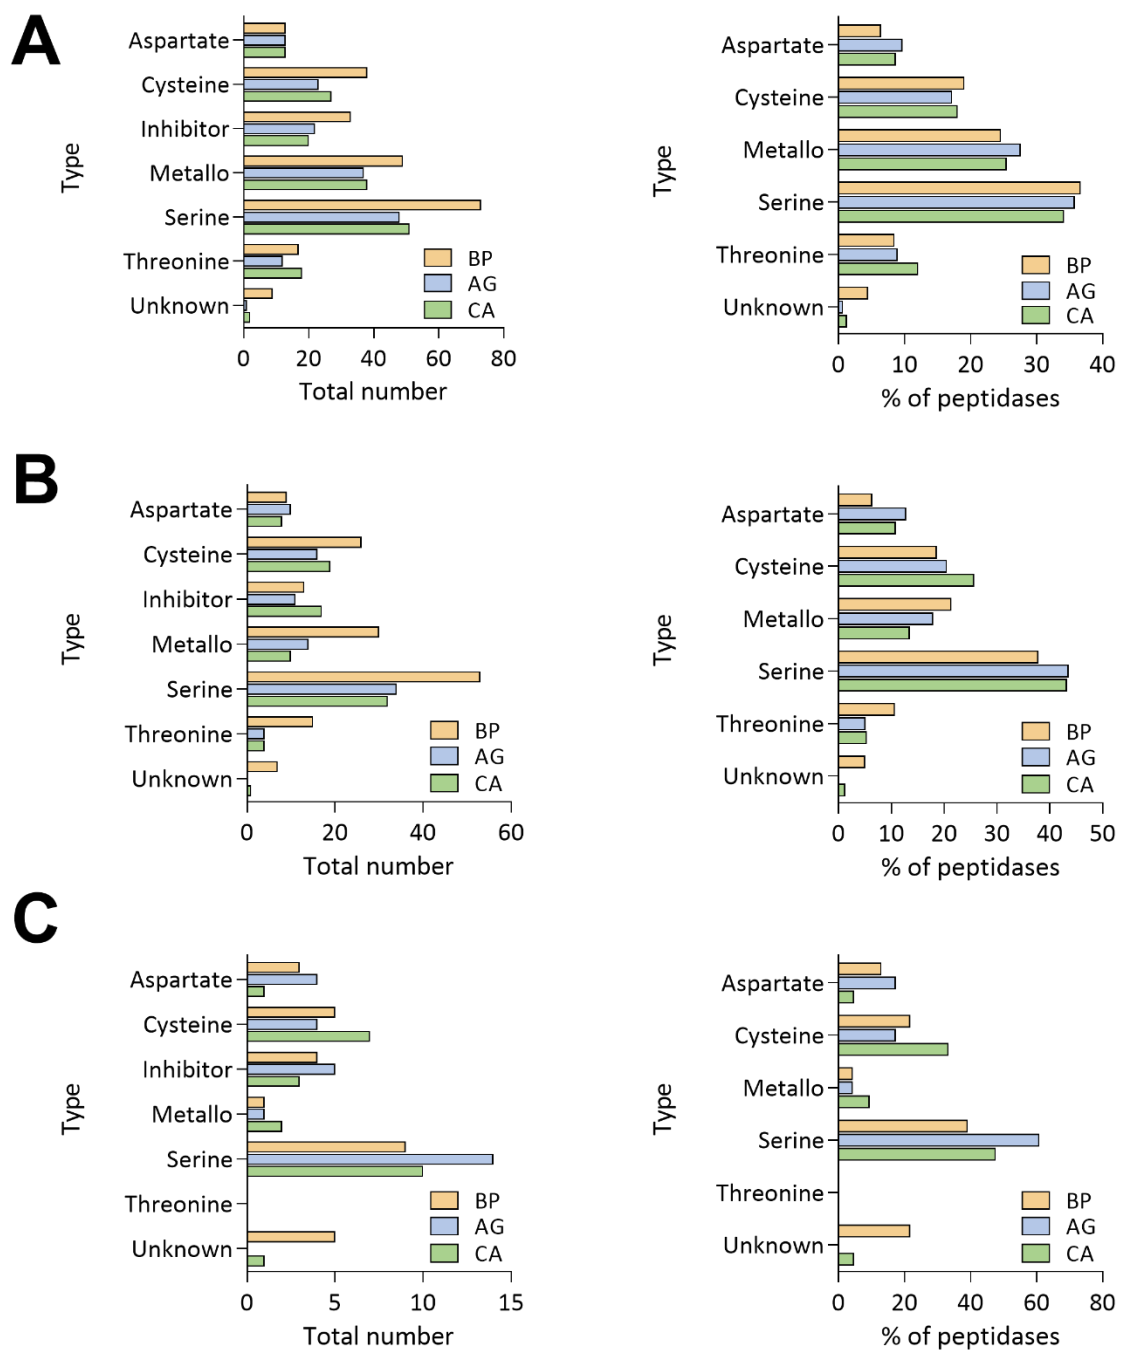 A
Aspartate
Cysteine
Inhibitor
Metallo
Serine
Threonine
Unknown
Type
BP
AG
CA
0 20 40 60 80
Total number
Aspartate
Cysteine
Metallo
Serine
Threonine
Unknown
Type
BP
AG
CA
0 10 20 30 40
% of peptidases
B
Aspartate
Cysteine
Inhibitor
Metallo
Serine
Threonine
Unknown
Type
BP
AG
CA
0 20 40 60
Total number
Aspartate
Cysteine
Metallo
Serine
Threonine
Unknown
Type
BP
AG
CA
0 10 20 30 40 50
% of peptidases
C
Aspartate
Cysteine
Inhibitor
Metallo
Serine
Threonine
Unknown
Type
BP
AG
CA
0 5 10 15
Total number
Aspartate
Cysteine
Metallo
Serine
Threonine
Unknown
Type
BP
AG
CA
0 20 40 60 80
% of peptidases